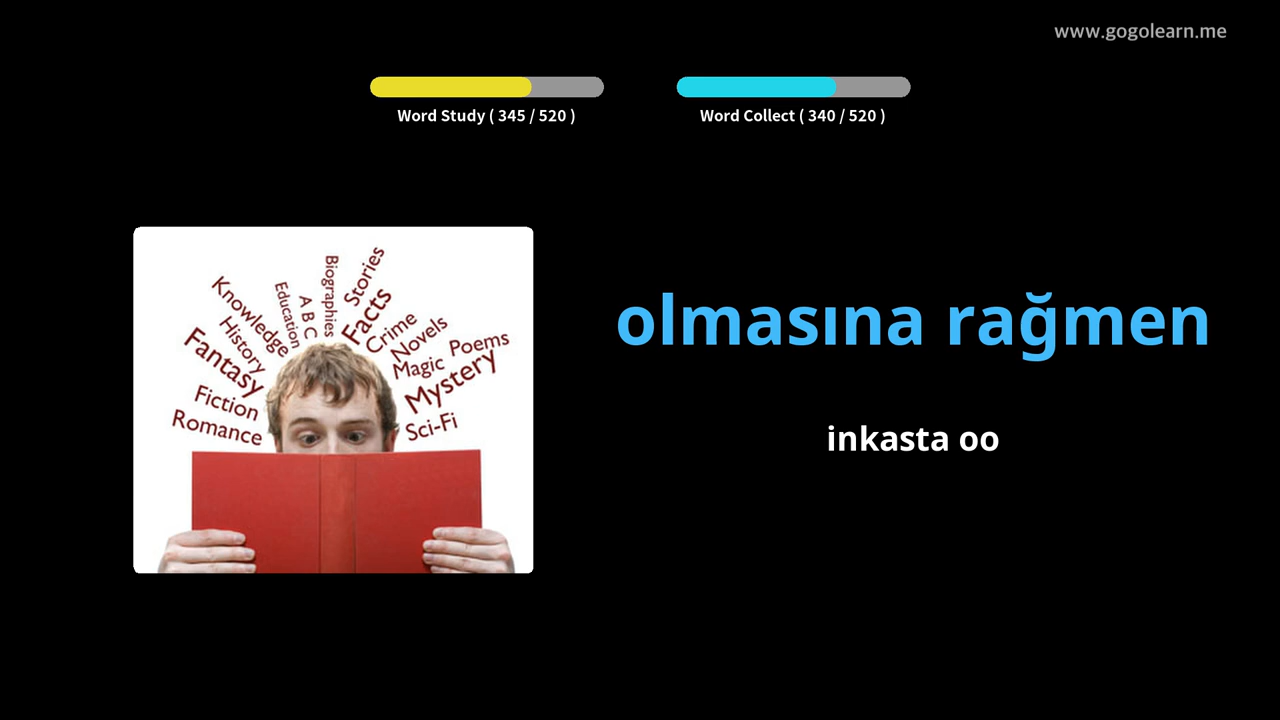 www.gogolearn.me
Word Study ( 345 / 520 )
Word Collect ( 340 / 520 )
olmasına rağmen
inkasta oo
Knowledge
Education
A B C
Biographies
Stories
Facts
Crime
Novels
Poems
Magic
Mystery
Sci-Fi
History
Fantasy
Fiction
Romance